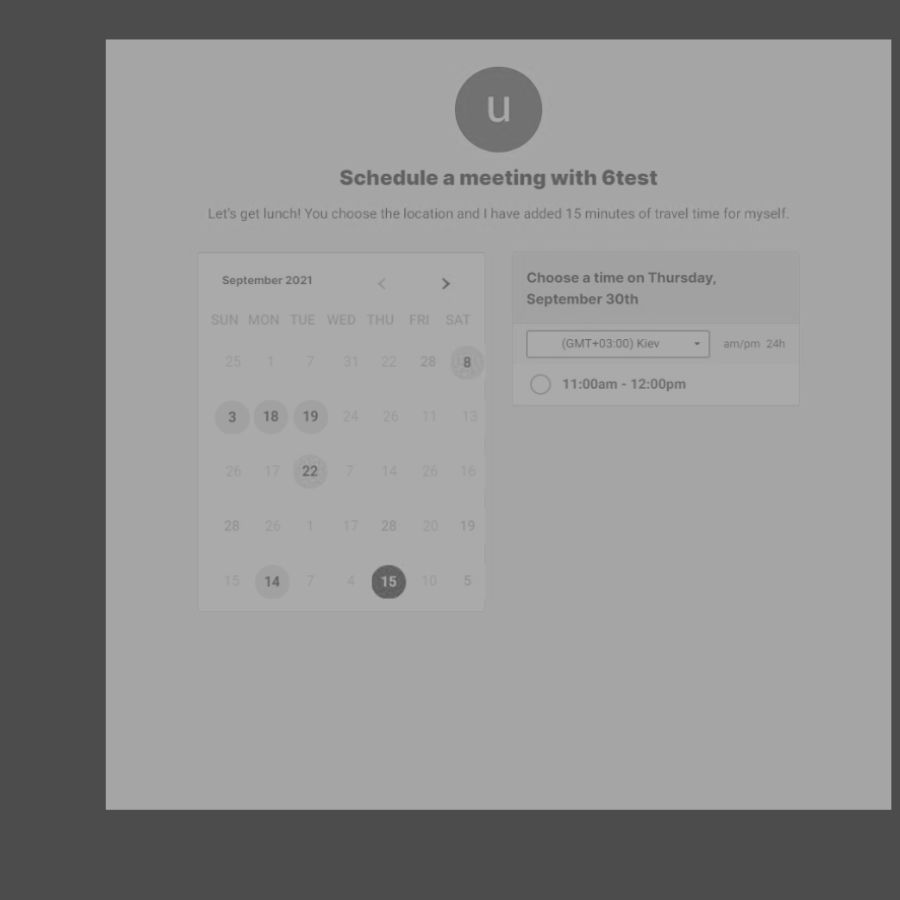 u
Schedule a meeting with 6test
Let's get lunch! You choose the location and I have added 15 minutes of travel time for myself.
September 2021 < >
SUN MON TUE WED THU FRI SAT
25 1 7 31 22 28 8
3 18 19 24 26 11 13
26 17 22 7 14 26 16
28 26 1 17 28 20 19
15 14 7 4 15 10 5
Choose a time on Thursday,
September 30th
(GMT+03:00) Kiev am/pm 24h
11:00am - 12:00pm